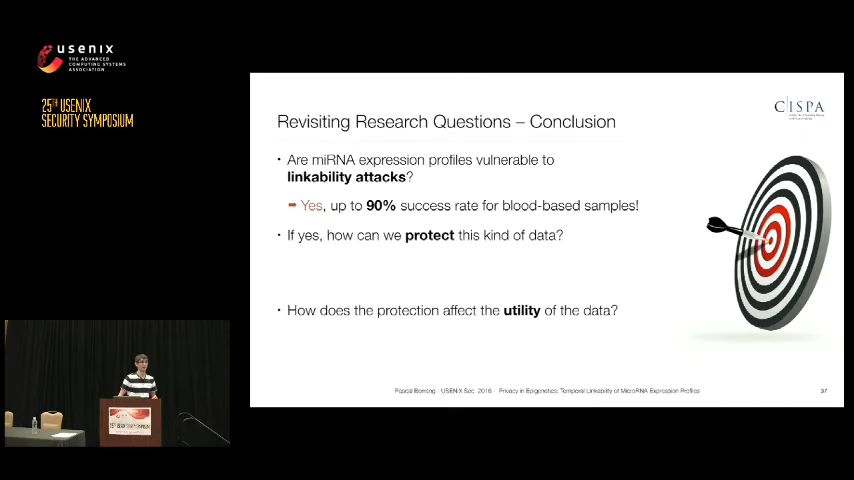 usenix
THE ADVANCED
COMPUTING SYSTEMS
ASSOCIATION
25TH USENIX
SECURITY SYMPOSIUM
CISPA
Revisiting Research Questions – Conclusion
• Are miRNA expression profiles vulnerable to
linkability attacks?
➡ Yes, up to 90% success rate for blood-based samples!
• If yes, how can we protect this kind of data?
• How does the protection affect the utility of the data?
Pascal Berrang - USENIX Sec. 2016 - Privacy in Epigenetics: Temporal Linkability of MicroRNA Expression Profiles
37